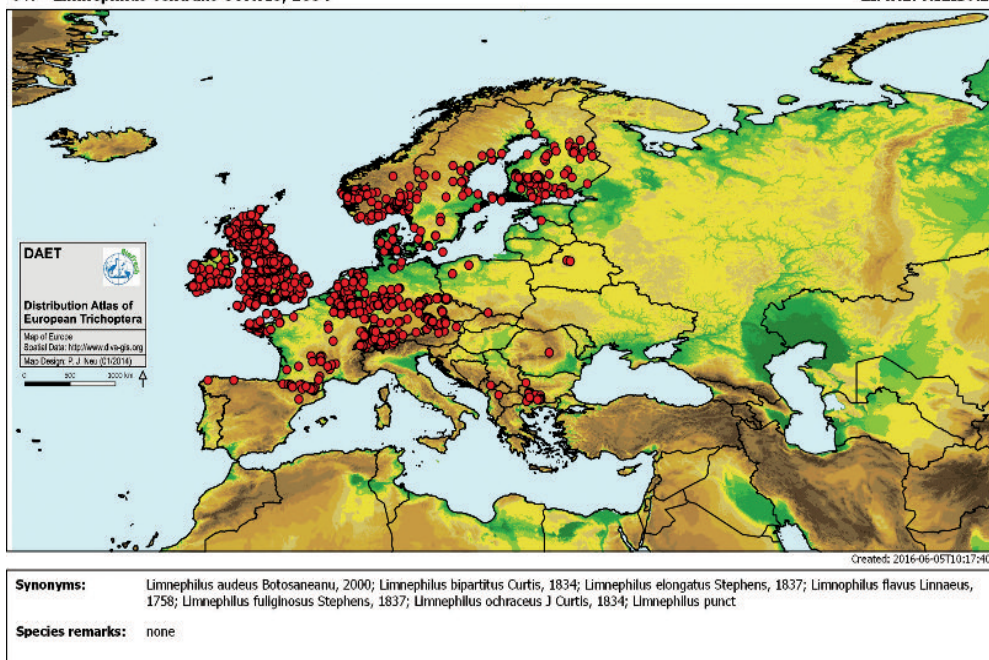 DAET
Distribution Atlas of
European Trichoptera
Map of Europe
Spatial Data: http://www.diva-gis.org
Map Design: P. J. Neu (01/2014)
0 500 1000 km
Created: 2016-06-05T10:17:40
Synonyms: Limnephilus audeus Botosaneanu, 2000; Limnephilus bipartitus Curtis, 1834; Limnephilus elongatus Stephens, 1837; Limnophilus flavus Linnaeus,
1758; Limnephilus fuliginosus Stephens, 1837; Limnephilus ochraceus J Curtis, 1834; Limnephilus punct
Species remarks: none